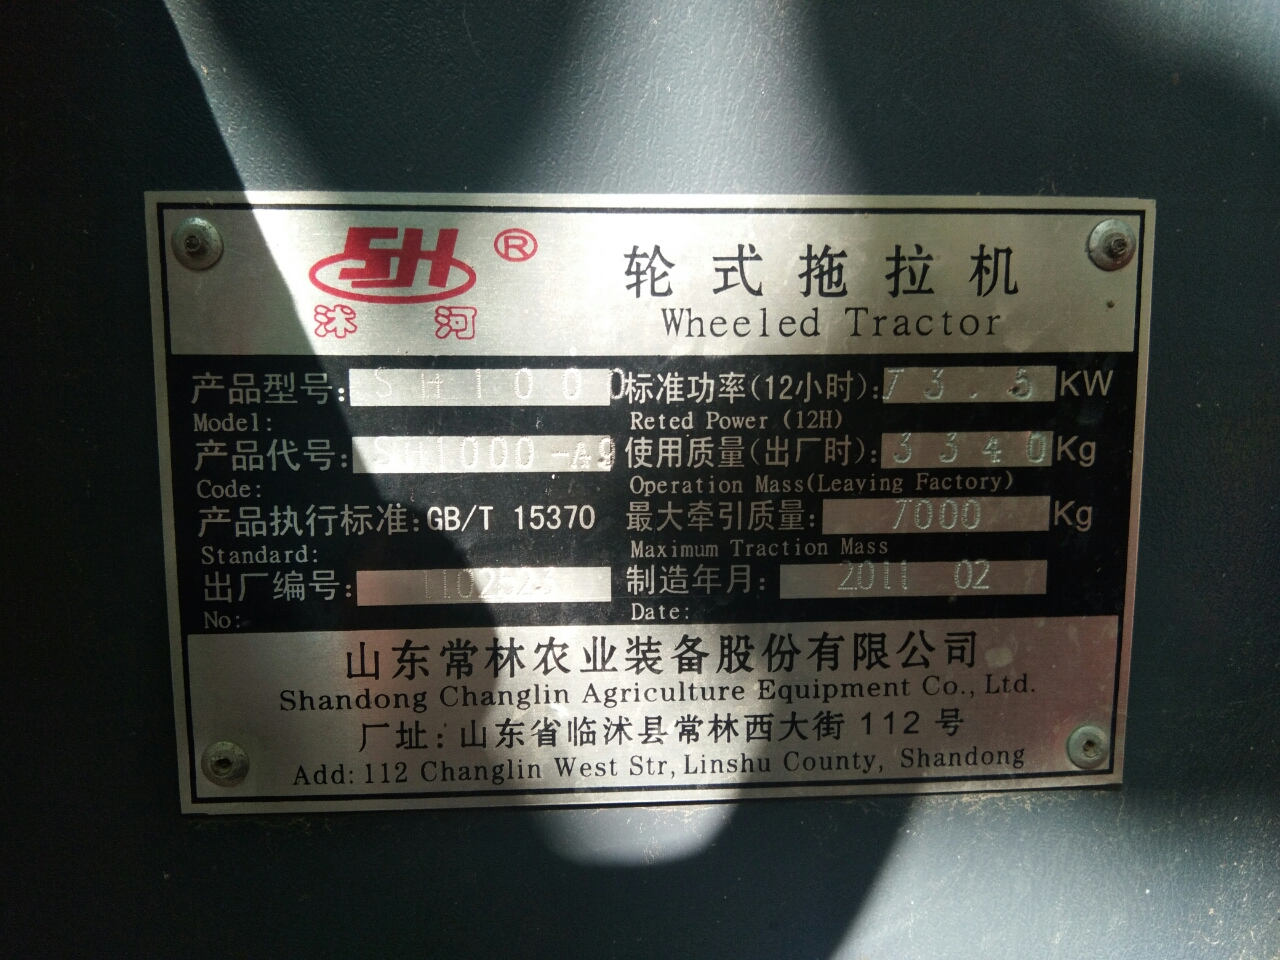 SH ®
沭河
轮式拖拉机
Wheeled Tractor
产品型号: SH1000 标准功率(12小时): 73.5 KW
Model: Reted Power (12H)
产品代号: SH1000-A9 使用质量(出厂时): 3340 Kg
Code: Operation Mass(Leaving Factory)
产品执行标准: GB/T 15370 最大牵引质量: 7000 Kg
Standard: Maximum Traction Mass
出厂编号: 制造年月: 2011 02
No: Date:
山东常林农业装备股份有限公司
Shandong Changlin Agriculture Equipment Co., Ltd.
厂址: 山东省临沭县常林西大街 112 号
Add: 112 Changlin West Str, Linshu County, Shandong